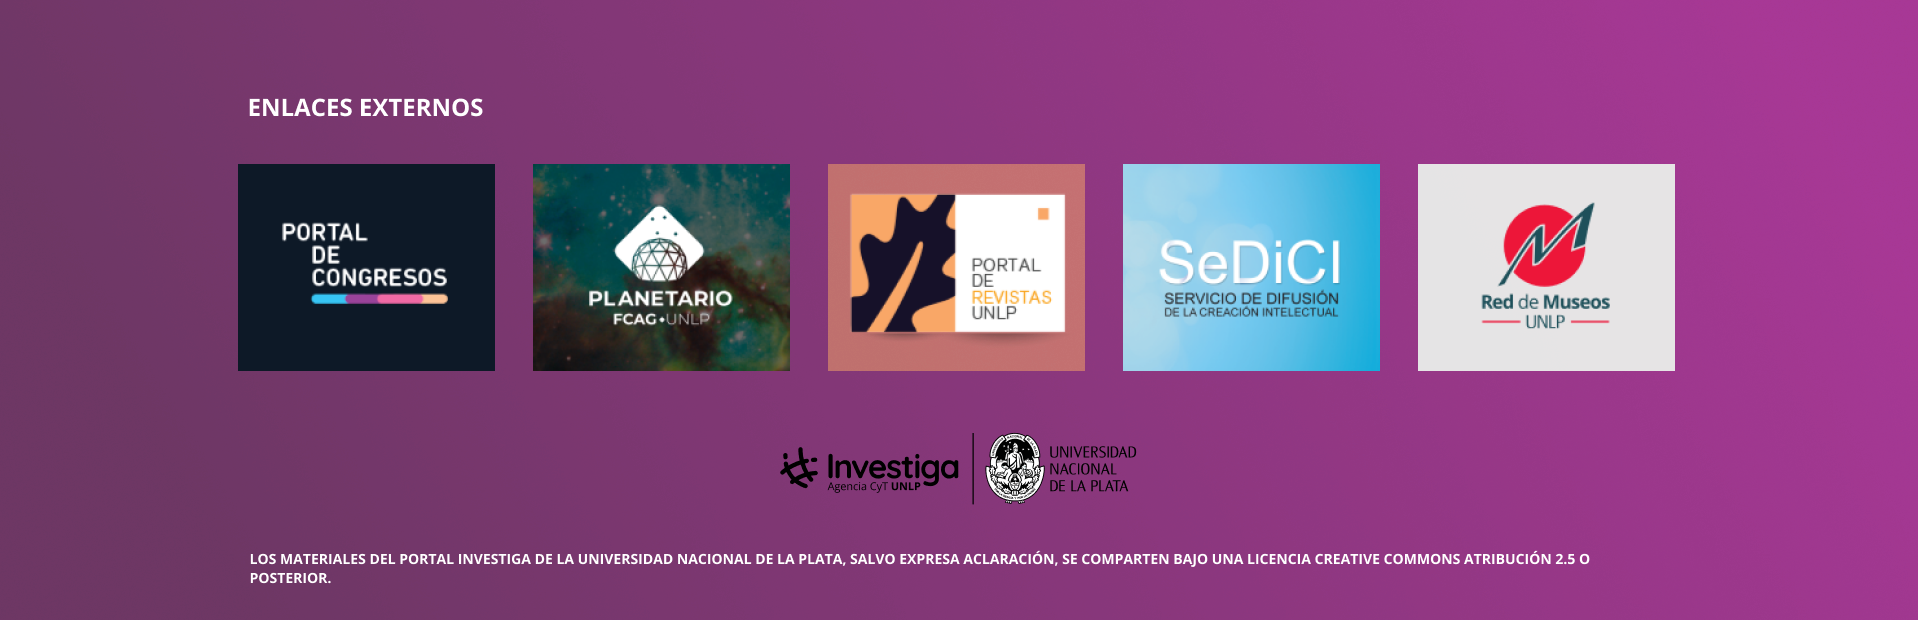 ENLACES EXTERNOS
PORTAL
DE
CONGRESOS
PLANETARIO
FCAG•UNLP
PORTAL
DE
REVISTAS
UNLP
SeDiCI
SERVICIO DE DIFUSIÓN
DE LA CREACIÓN INTELECTUAL
Red de Museos
UNLP
Investiga
Agencia CyT UNLP
UNIVERSIDAD
NACIONAL
DE LA PLATA
LOS MATERIALES DEL PORTAL INVESTIGA DE LA UNIVERSIDAD NACIONAL DE LA PLATA, SALVO EXPRESA ACLARACIÓN, SE COMPARTEN BAJO UNA LICENCIA CREATIVE COMMONS ATRIBUCIÓN 2.5 O
POSTERIOR.